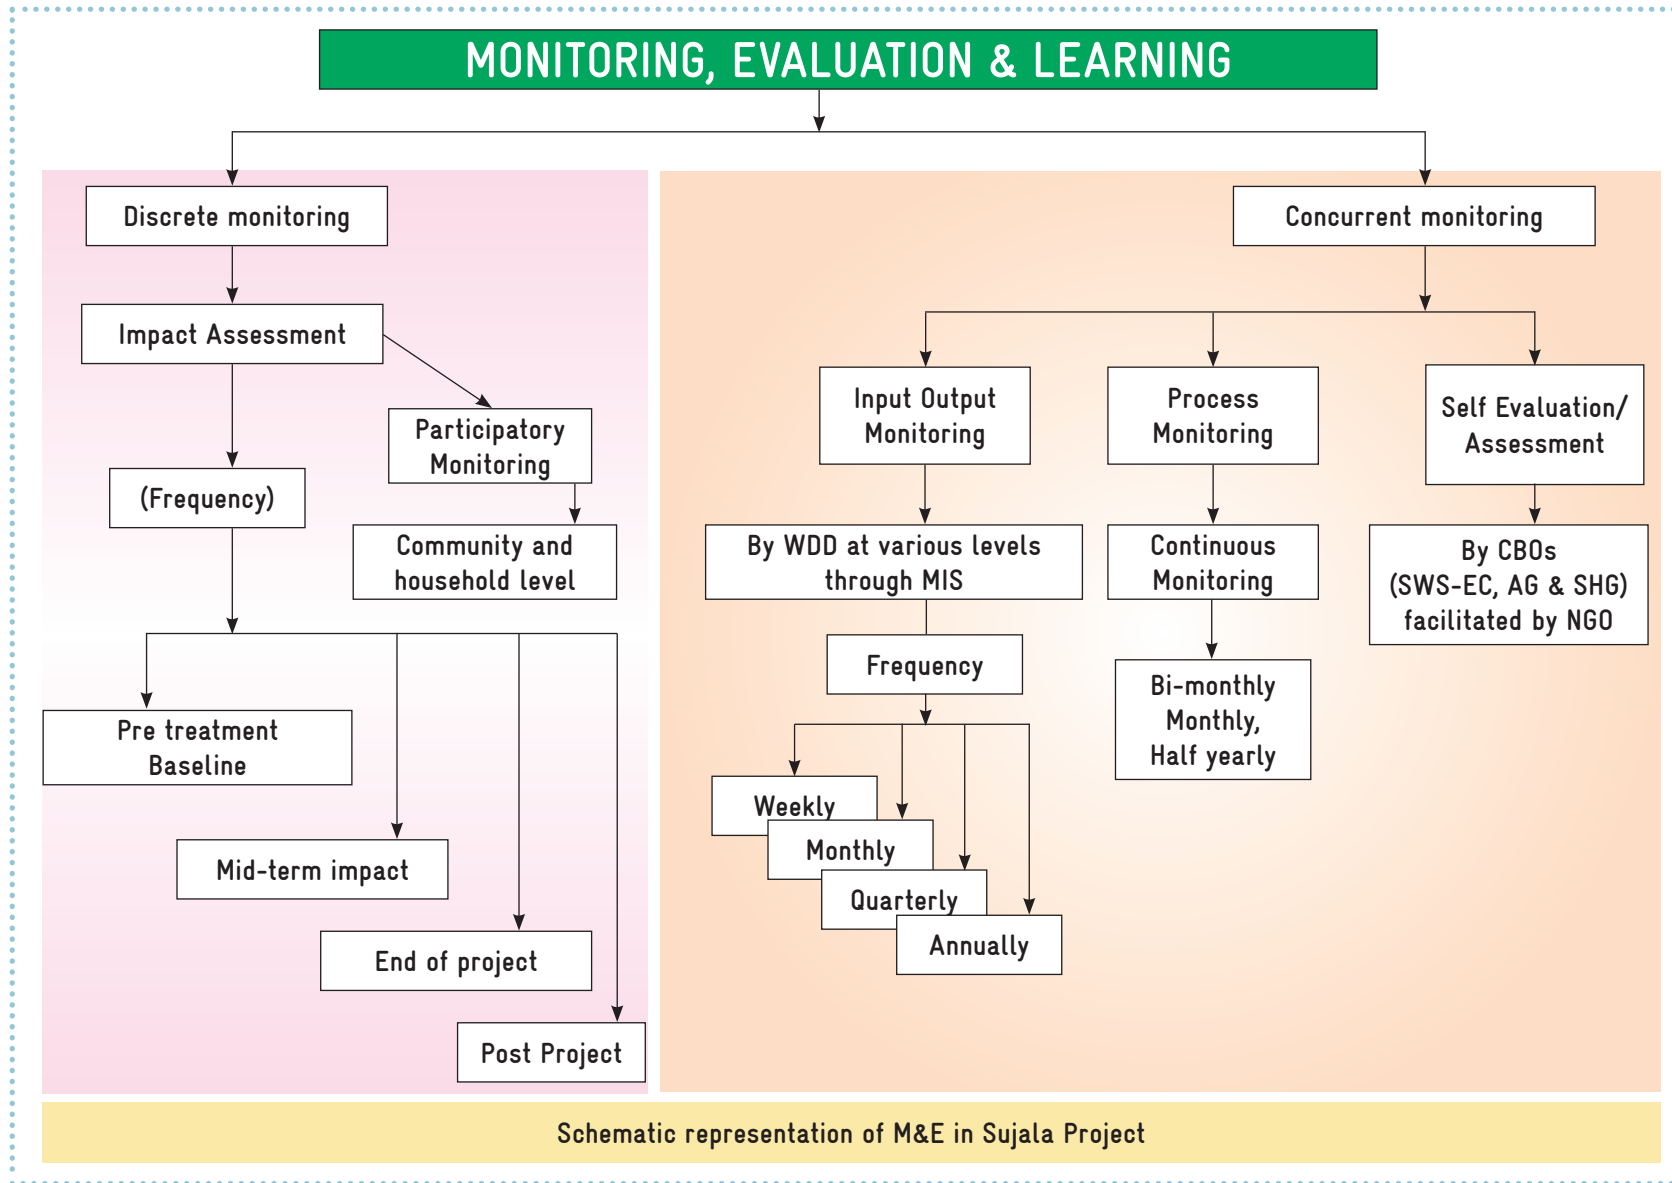 MONITORING, EVALUATION & LEARNING
Discrete monitoring
Impact Assessment
Participatory
Monitoring
(Frequency)
Community and
household level
Pre treatment
Baseline
Mid-term impact
End of project
Post Project
Concurrent monitoring
Input Output
Monitoring
By WDD at various levels
through MIS
Frequency
Weekly
Monthly
Quarterly
Annually
Process
Monitoring
Continuous
Monitoring
Bi-monthly
Monthly,
Half yearly
Self Evaluation/
Assessment
By CBOs
(SWS-EC, AG & SHG)
facilitated by NGO
Schematic representation of M&E in Sujala Project